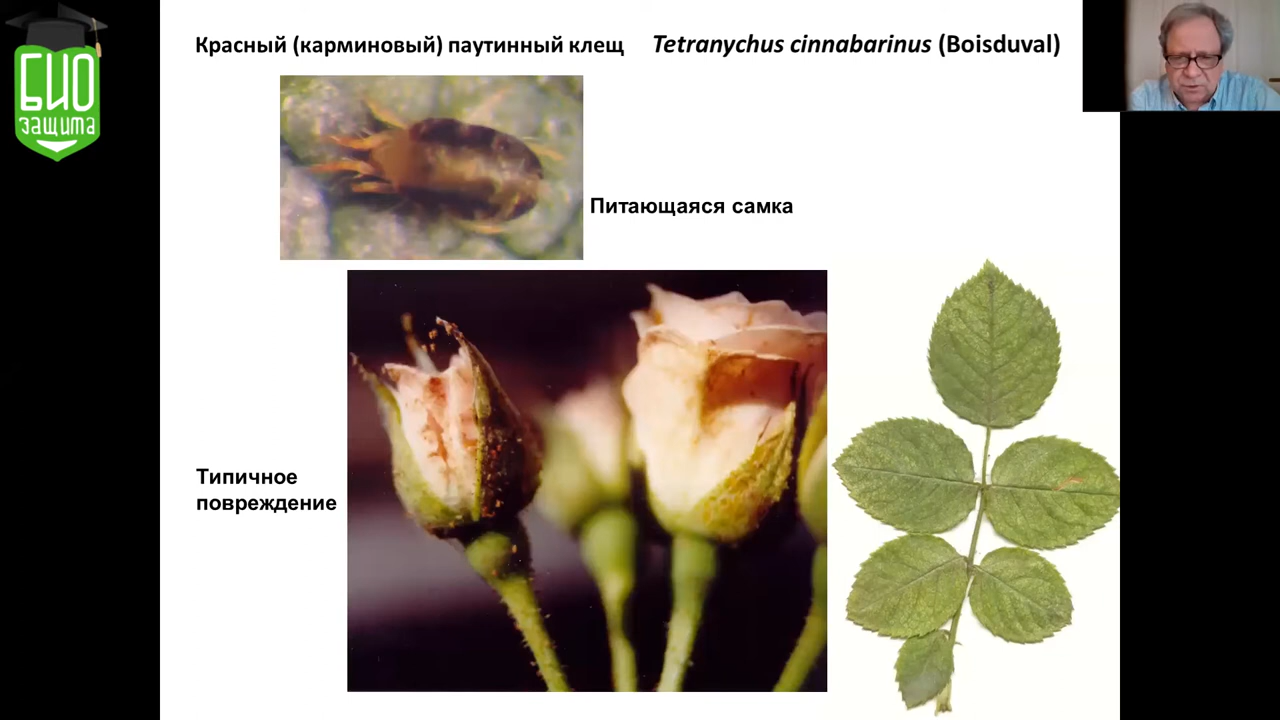 БИО
защита
Красный (карминовый) паутинный клещ Tetranychus cinnabarinus (Boisduval)
Питающаяся самка
Типичное
повреждение